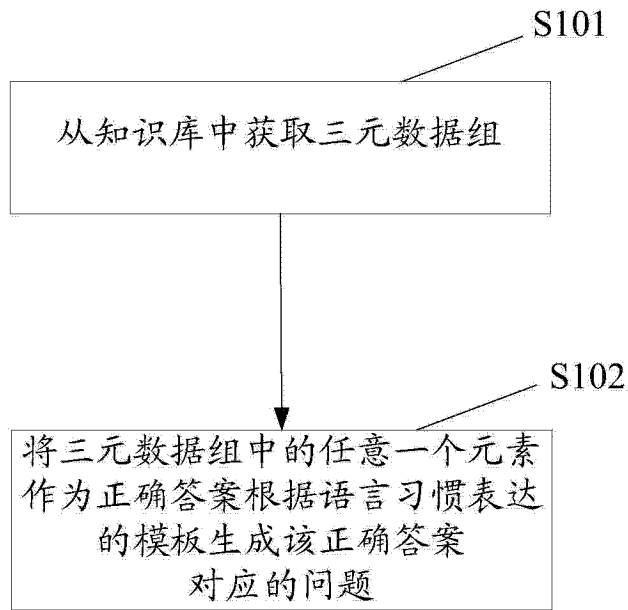 S101
从知识库中获取三元数据组
S102
将三元数据组中的任意一个元素
作为正确答案根据语言习惯表达
的模板生成该正确答案
对应的问题